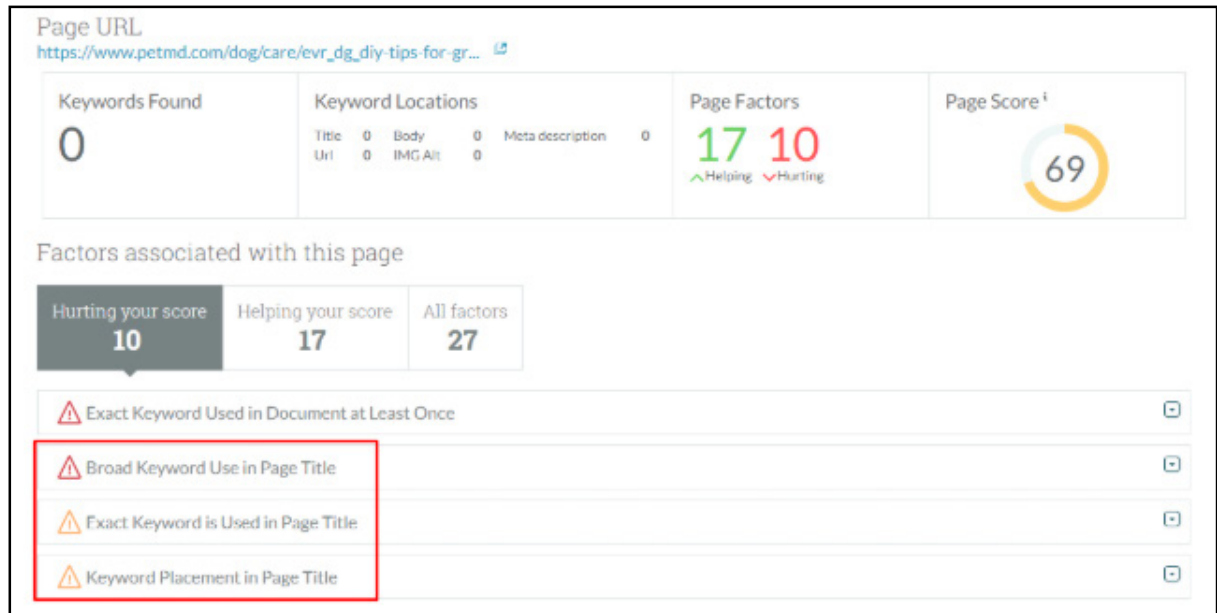 Page URL
https://www.petmd.com/dog/care/evr_dg_diy-tips-for-gr...
Keywords Found
0
Keyword Locations
Title 0 Body 0 Meta description 0
Url 0 IMG Alt 0
Page Factors
17 10
Helping Hurting
Page Score i
69
Factors associated with this page
Hurting your score
10
Helping your score
17
All factors
27
Exact Keyword Used in Document at Least Once
Broad Keyword Use in Page Title
Exact Keyword is Used in Page Title
Keyword Placement in Page Title